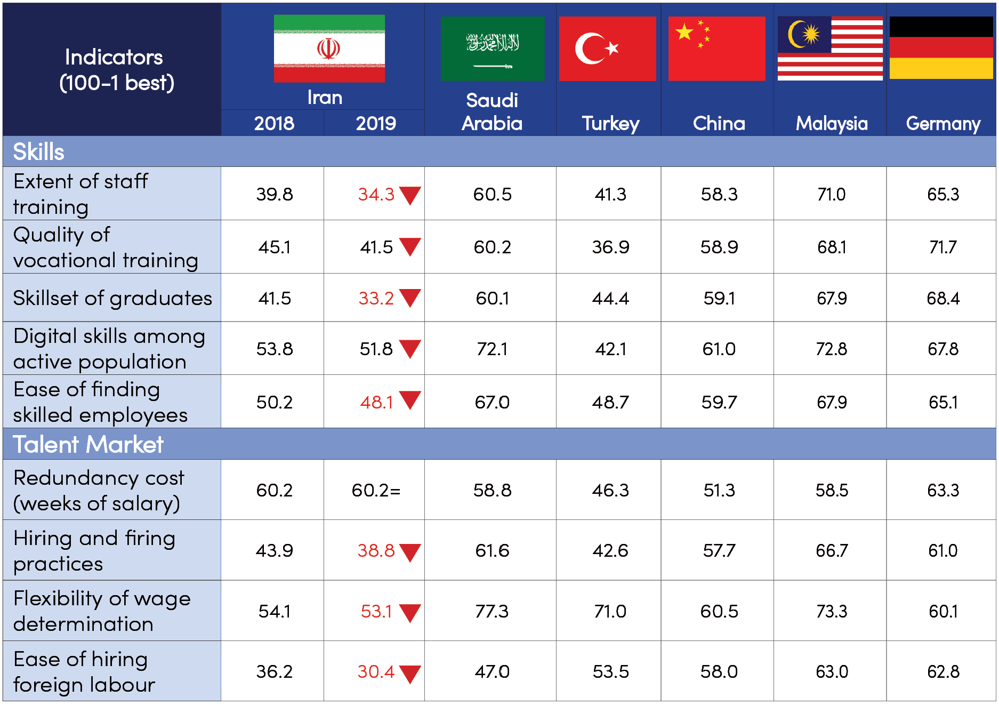 Indicators
(100-1 best)
Iran
2018
2019
Saudi
Arabia
Turkey
China
Malaysia
Germany
Skills
Extent of staff
training
39.8
34.3
60.5
41.3
58.3
71.0
65.3
Quality of
vocational training
45.1
41.5
60.2
36.9
58.9
68.1
71.7
Skillset of graduates
41.5
33.2
60.1
44.4
59.1
67.9
68.4
Digital skills among
active population
53.8
51.8
72.1
42.1
61.0
72.8
67.8
Ease of finding
skilled employees
50.2
48.1
67.0
48.7
59.7
67.9
65.1
Talent Market
Redundancy cost
(weeks of salary)
60.2
60.2=
58.8
46.3
51.3
58.5
63.3
Hiring and firing
practices
43.9
38.8
61.6
42.6
57.7
66.7
61.0
Flexibility of wage
determination
54.1
53.1
77.3
71.0
60.5
73.3
60.1
Ease of hiring
foreign labour
36.2
30.4
47.0
53.5
58.0
63.0
62.8